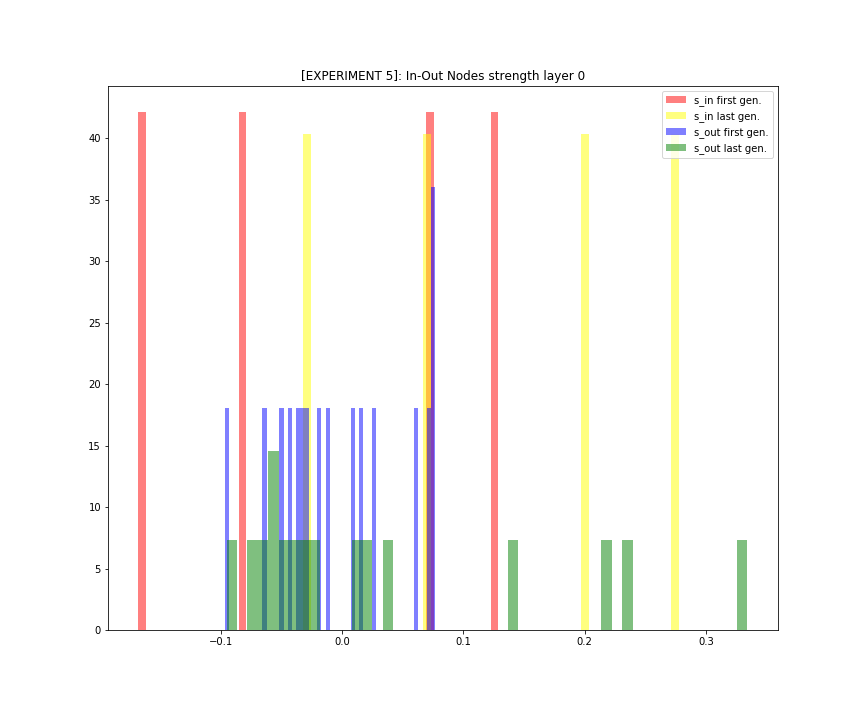 [EXPERIMENT 5]: In-Out Nodes strength layer 0
s_in first gen.
s_in last gen.
s_out first gen.
s_out last gen.
40
35
30
25
20
15
10
5
0
−0.1 0.0 0.1 0.2 0.3